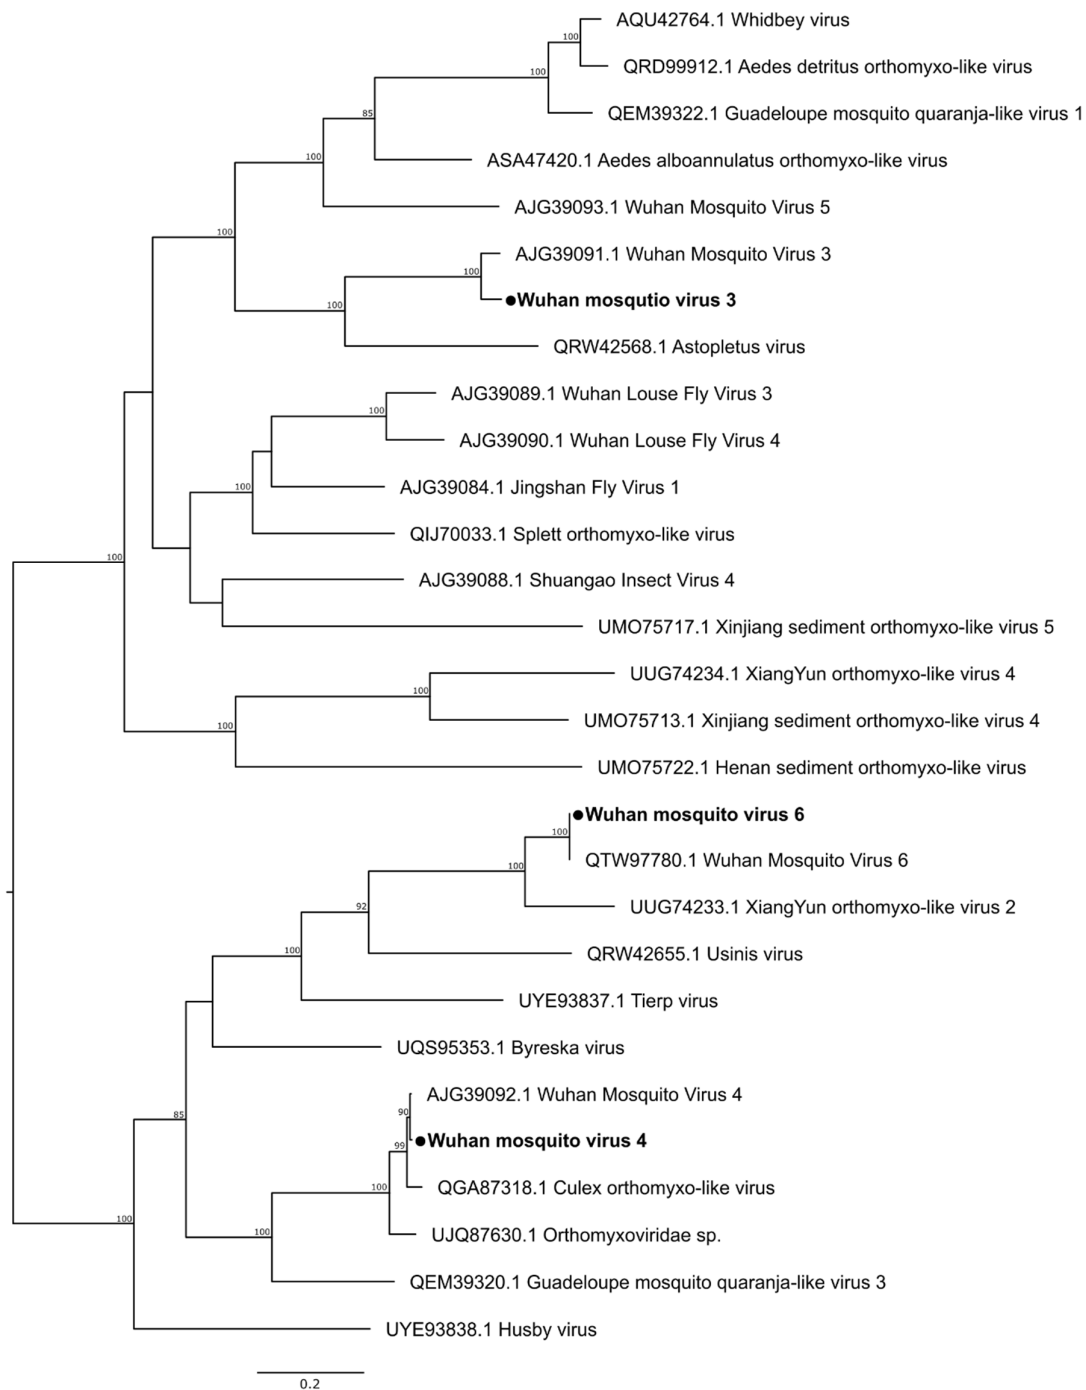 AQU42764.1 Whidbey virus
100
QRD99912.1 Aedes detritus orthomyxo-like virus
100
QEM39322.1 Guadeloupe mosquito quaranja-like virus 1
85
ASA47420.1 Aedes alboannulatus orthomyxo-like virus
100
AJG39093.1 Wuhan Mosquito Virus 5
100
AJG39091.1 Wuhan Mosquito Virus 3
100
●Wuhan mosqutio virus 3
100
QRW42568.1 Astopletus virus
AJG39089.1 Wuhan Louse Fly Virus 3
100
AJG39090.1 Wuhan Louse Fly Virus 4
AJG39084.1 Jingshan Fly Virus 1
100
QIJ70033.1 Splett orthomyxo-like virus
100
AJG39088.1 Shuangao Insect Virus 4
UMO75717.1 Xinjiang sediment orthomyxo-like virus 5
UUG74234.1 XiangYun orthomyxo-like virus 4
100
UMO75713.1 Xinjiang sediment orthomyxo-like virus 4
100
UMO75722.1 Henan sediment orthomyxo-like virus
●Wuhan mosquito virus 6
100
QTW97780.1 Wuhan Mosquito Virus 6
100
UUG74233.1 XiangYun orthomyxo-like virus 2
92
QRW42655.1 Usinis virus
100
UYE93837.1 Tierp virus
UQS95353.1 Byreska virus
AJG39092.1 Wuhan Mosquito Virus 4
90
85
●Wuhan mosquito virus 4
99
QGA87318.1 Culex orthomyxo-like virus
100
UJQ87630.1 Orthomyxoviridae sp.
100
100
QEM39320.1 Guadeloupe mosquito quaranja-like virus 3
UYE93838.1 Husby virus
0.2